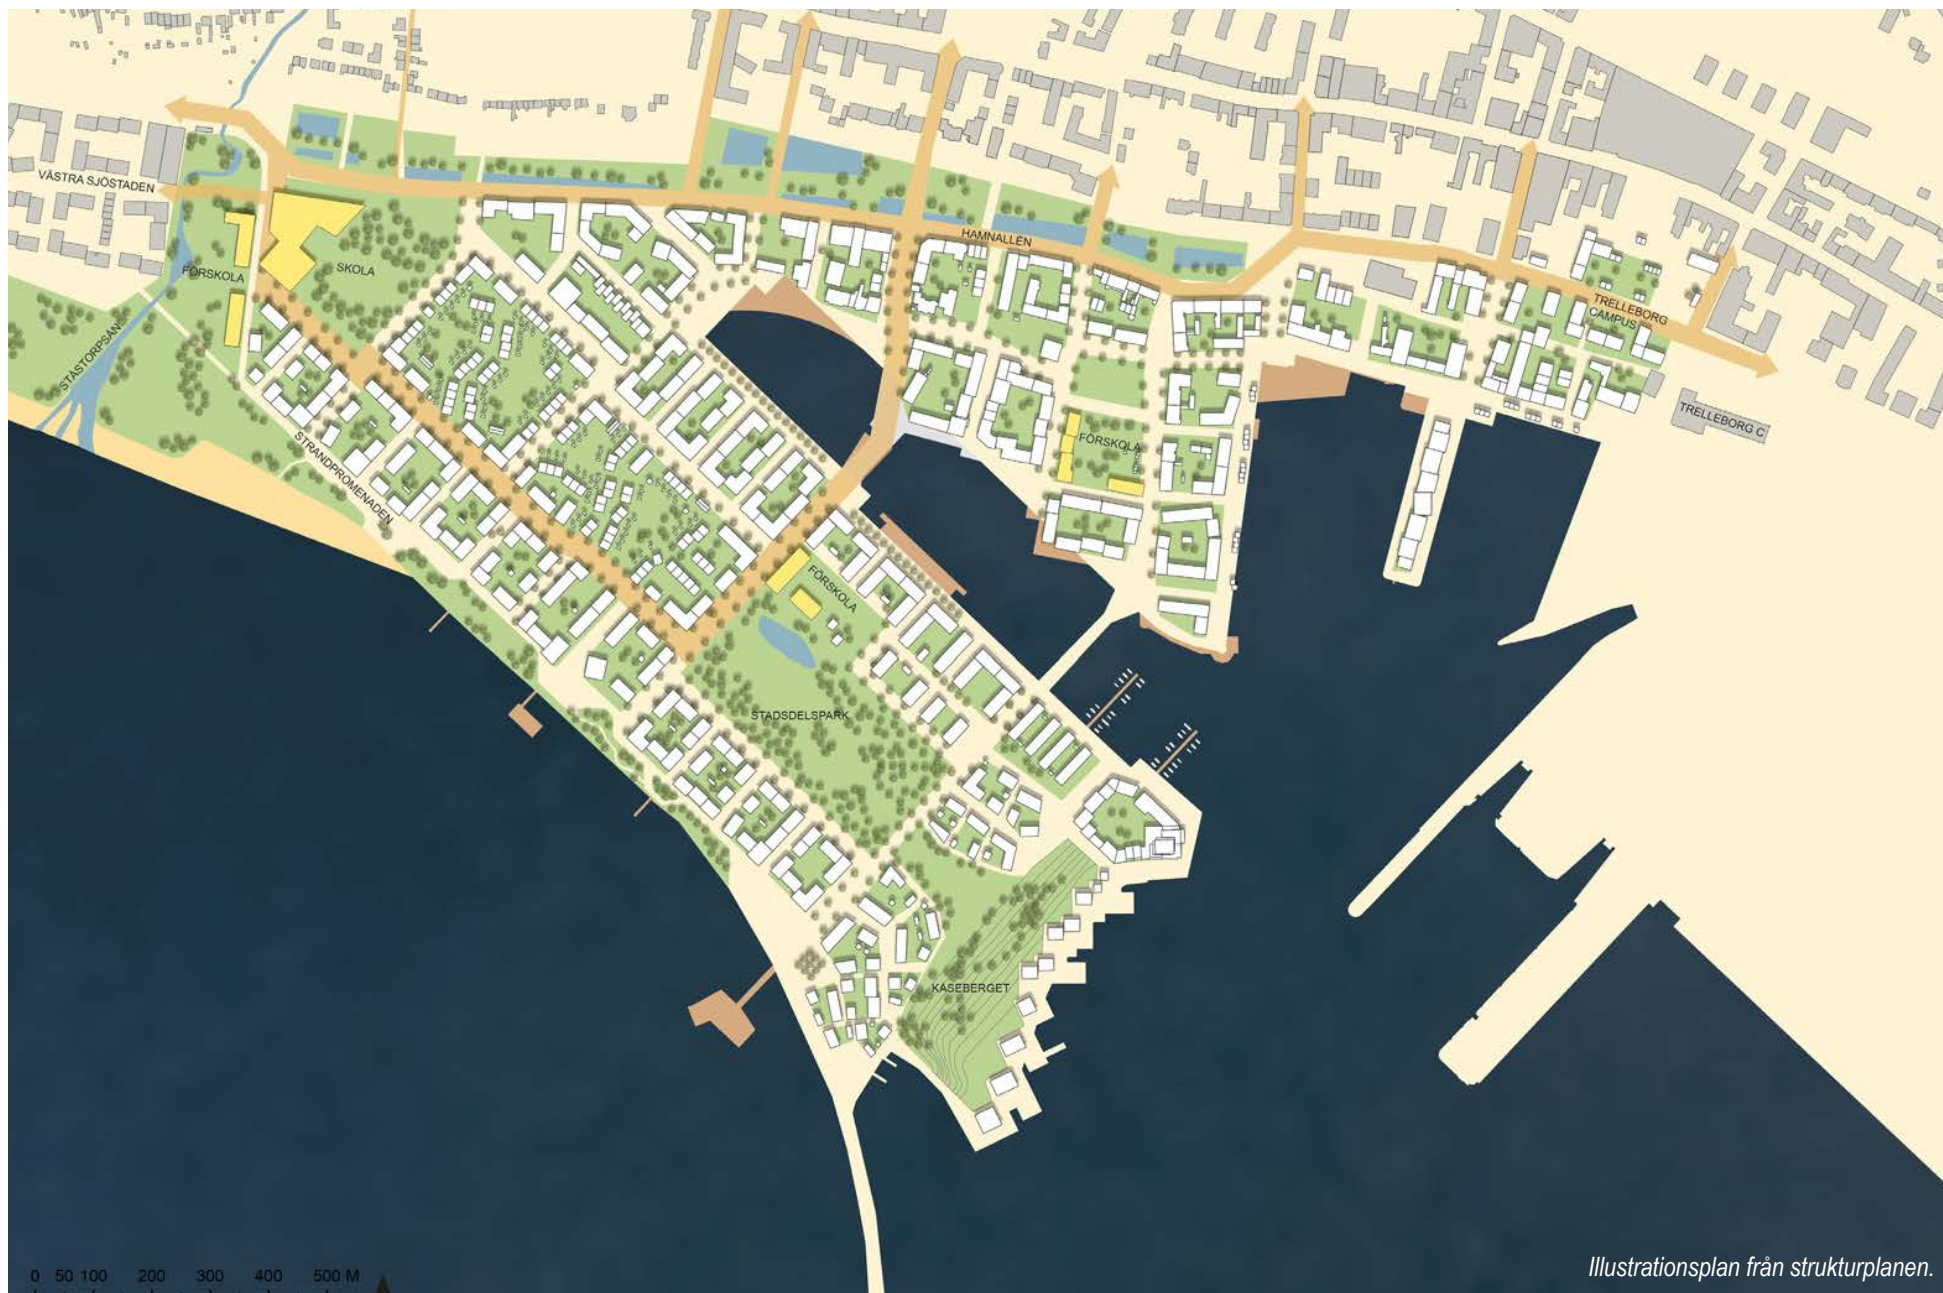 VÄSTRA SJÖSTADEN
HAMNALLEN
FÖRSKOLA
SKOLA
TRELLEBORG
CAMPUS
STÅSTORPSÅN
TRELLEBORG C
STRANDPROMENADEN
FÖRSKOLA
FÖRSKOLA
STADSDELSPARK
KASEBERGET
0 50 100 200 300 400 500 M
Illustrationsplan från strukturplanen.